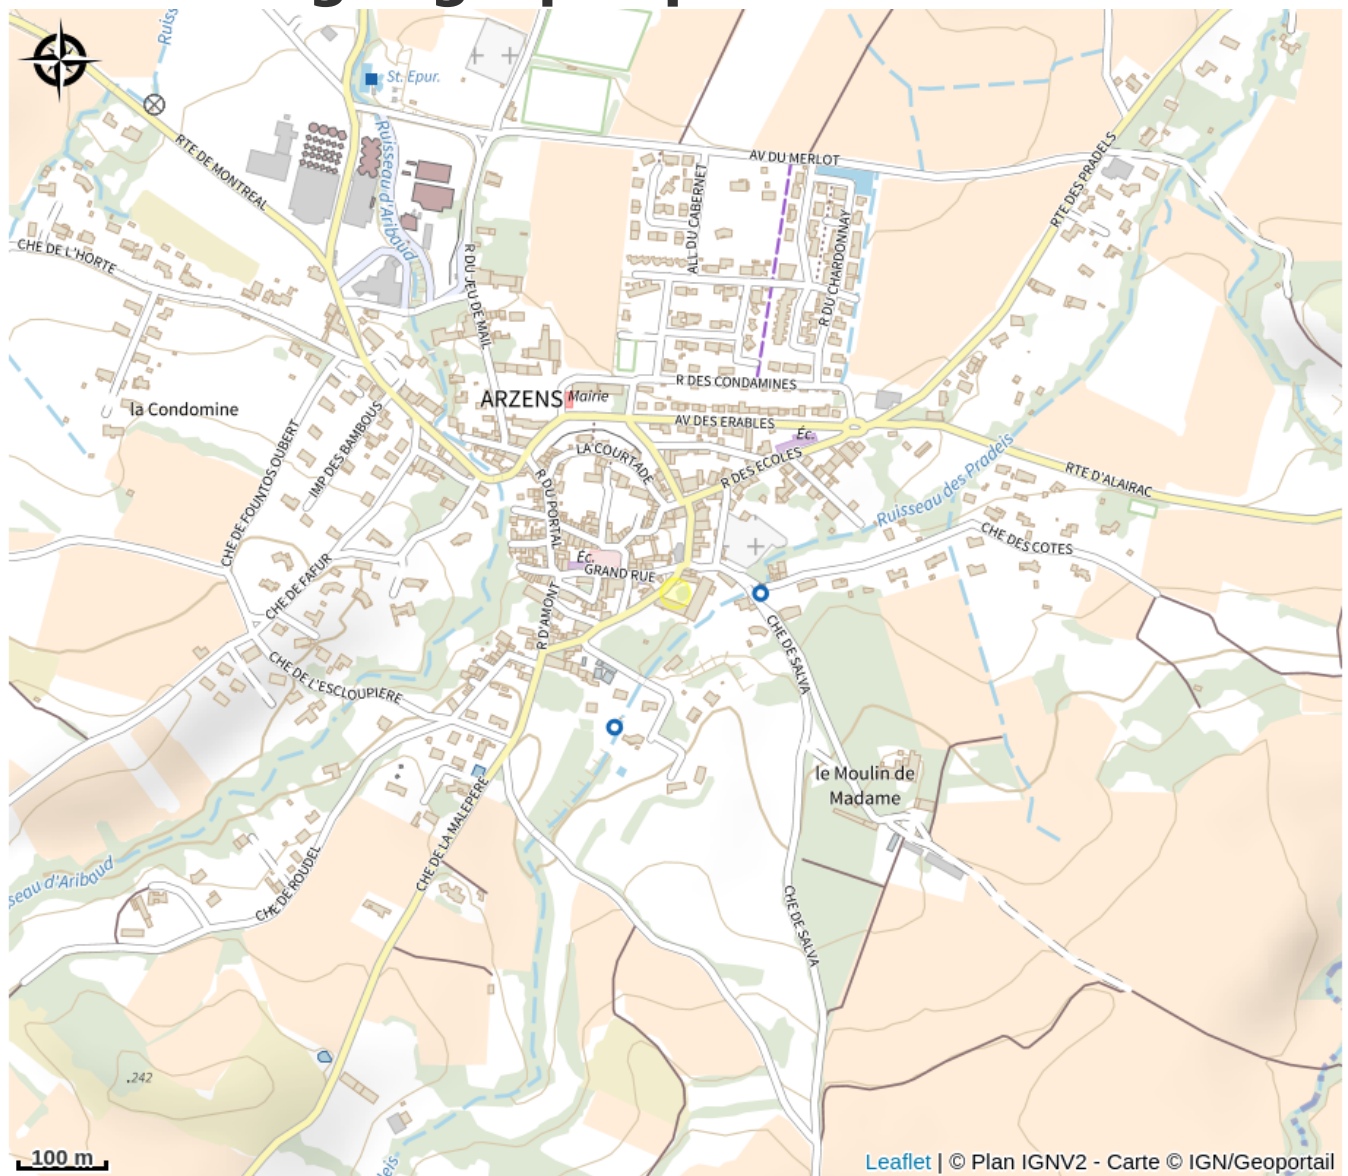 Ruiss
St. Epur.
RTE DE MONTREAL
Ruisseau d'Aribaud
AV DU MERLOT
RTE DES PRADELS
ALL DU CABERNET
R DU CHARDONNAY
CHE DE L'HORTE
R DU JEU DE MAIL
R DES CONDAMINES
ARZENS
Mairie
la Condomine
AV DES ERABLES
Éc.
IMP DES BAMBOUS
LA COURTADE
R DES ECOLES
CHE DE FOUNTOS OUBERT
R DU PORTAL
Ruisseau des Pradels
RTE D'ALAIRAC
CHE DES COTES
Éc.
GRAND RUE
CHE DE FAFUR
R D'AMONT
CHE DE SALVA
CHE DE L'ESCLOUPIERE
le Moulin de
Madame
CHE DE LA MALEPERE
CHE DE ROUDEL
seau d'Aribaud
CHE DE SALVA
.242
deis
100 m
Leaflet | © Plan IGNV2 - Carte © IGN/Geoportail